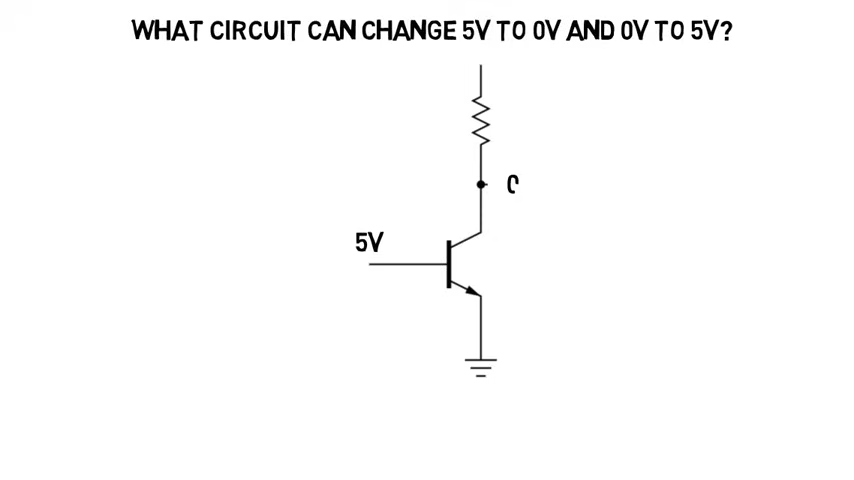 WHAT CIRCUIT CAN CHANGE 5V TO 0V AND 0V TO 5V?
5V